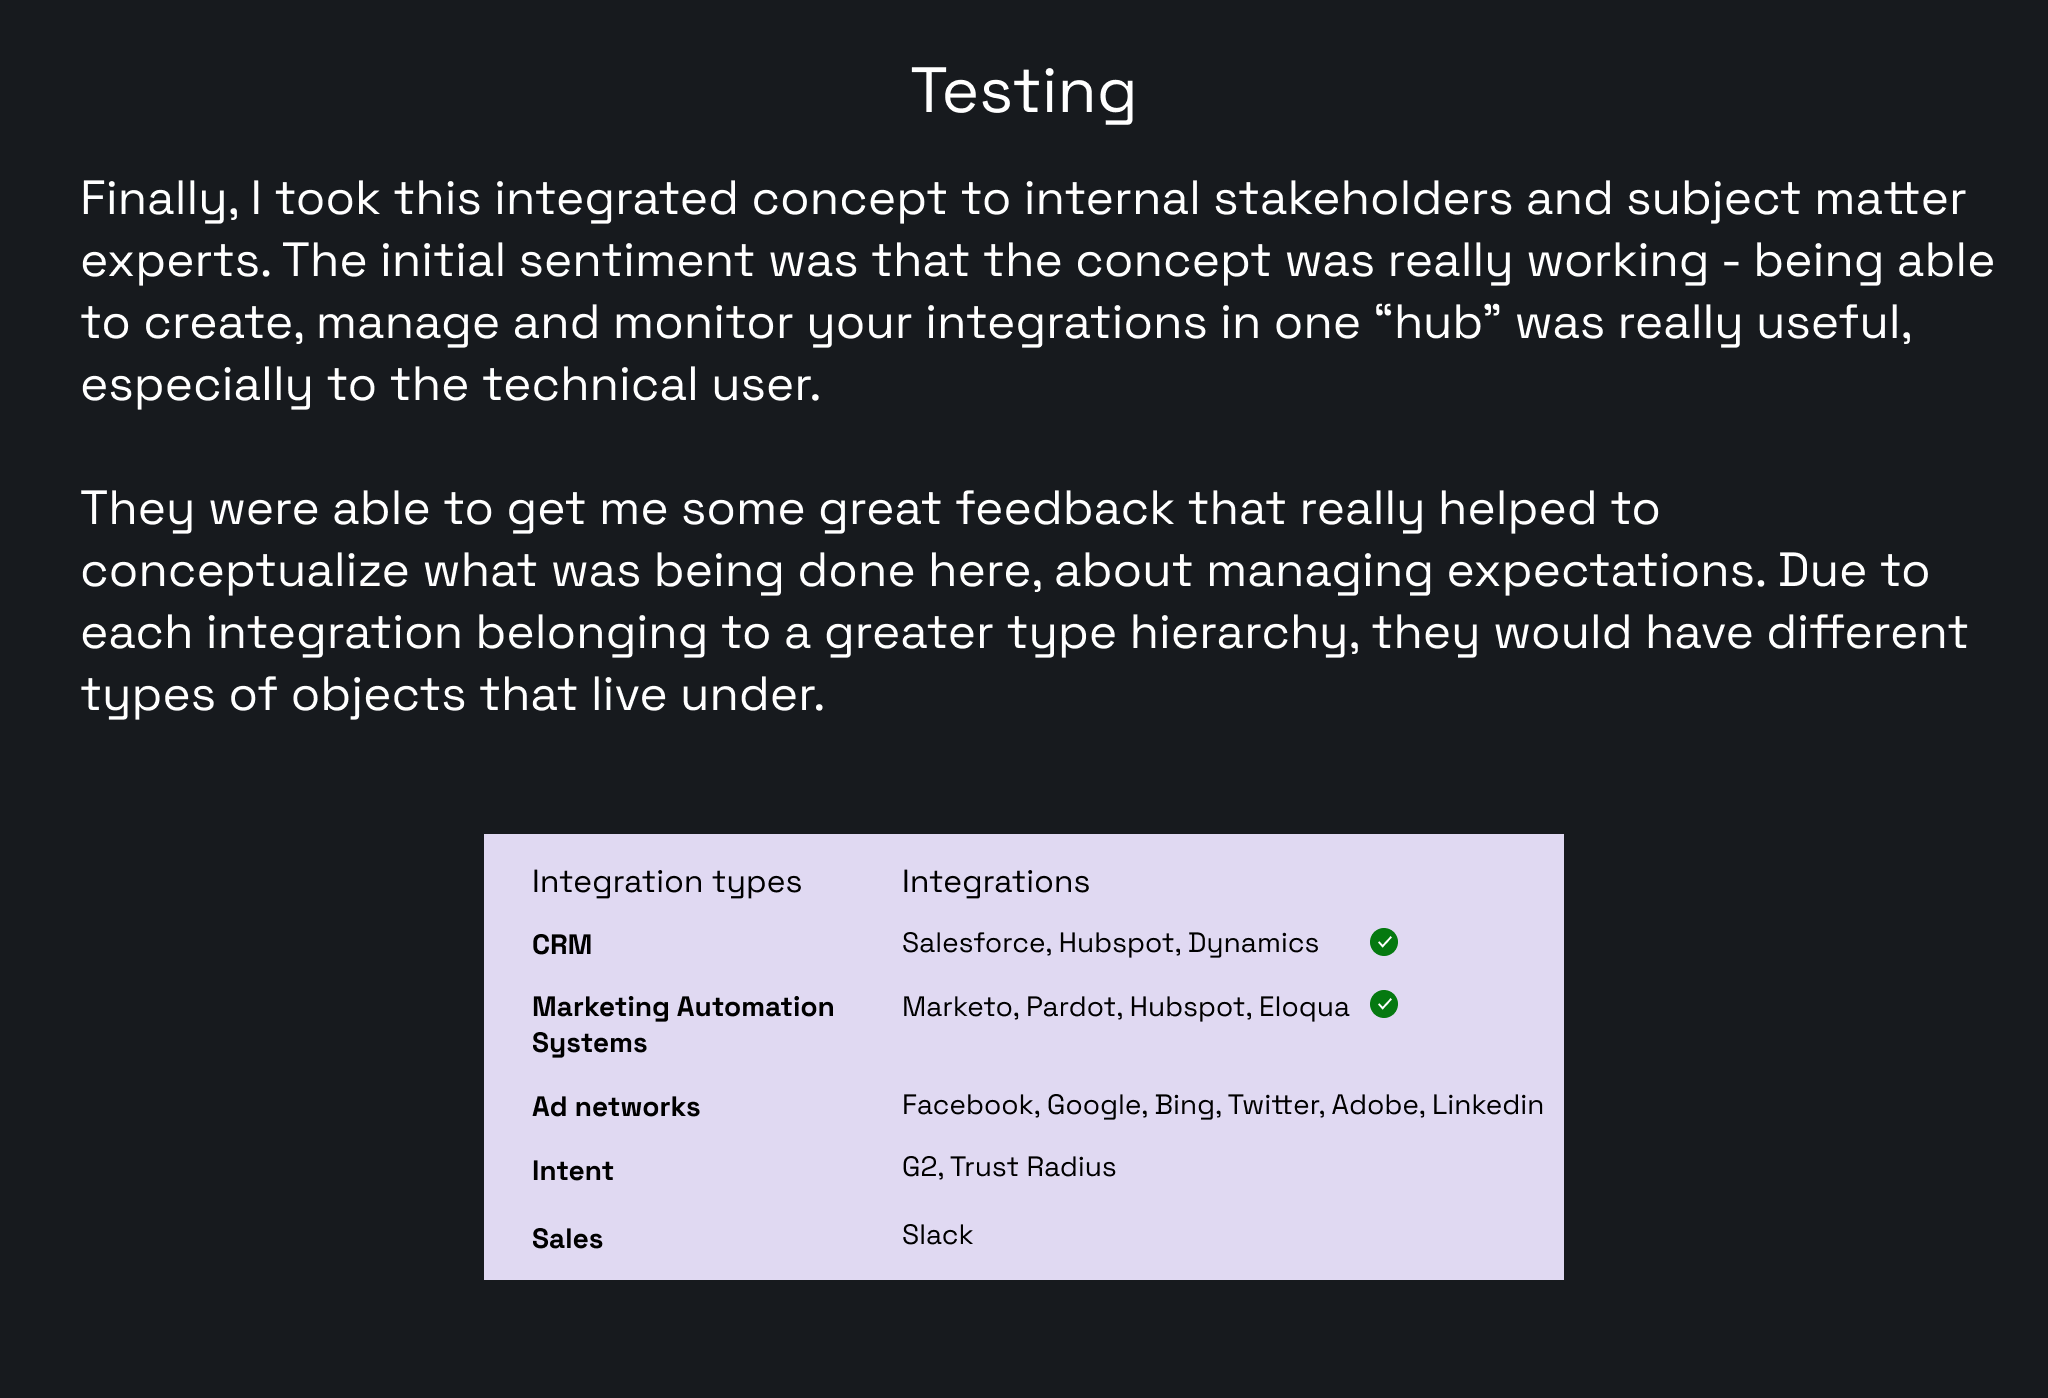 Testing
Finally, I took this integrated concept to internal stakeholders and subject matter
experts. The initial sentiment was that the concept was really working - being able
to create, manage and monitor your integrations in one “hub” was really useful,
especially to the technical user.
They were able to get me some great feedback that really helped to
conceptualize what was being done here, about managing expectations. Due to
each integration belonging to a greater type hierarchy, they would have different
types of objects that live under.
Integration types Integrations
CRM Salesforce, Hubspot, Dynamics
Marketing Automation Marketo, Pardot, Hubspot, Eloqua
Systems
Ad networks Facebook, Google, Bing, Twitter, Adobe, Linkedin
Intent G2, Trust Radius
Sales Slack